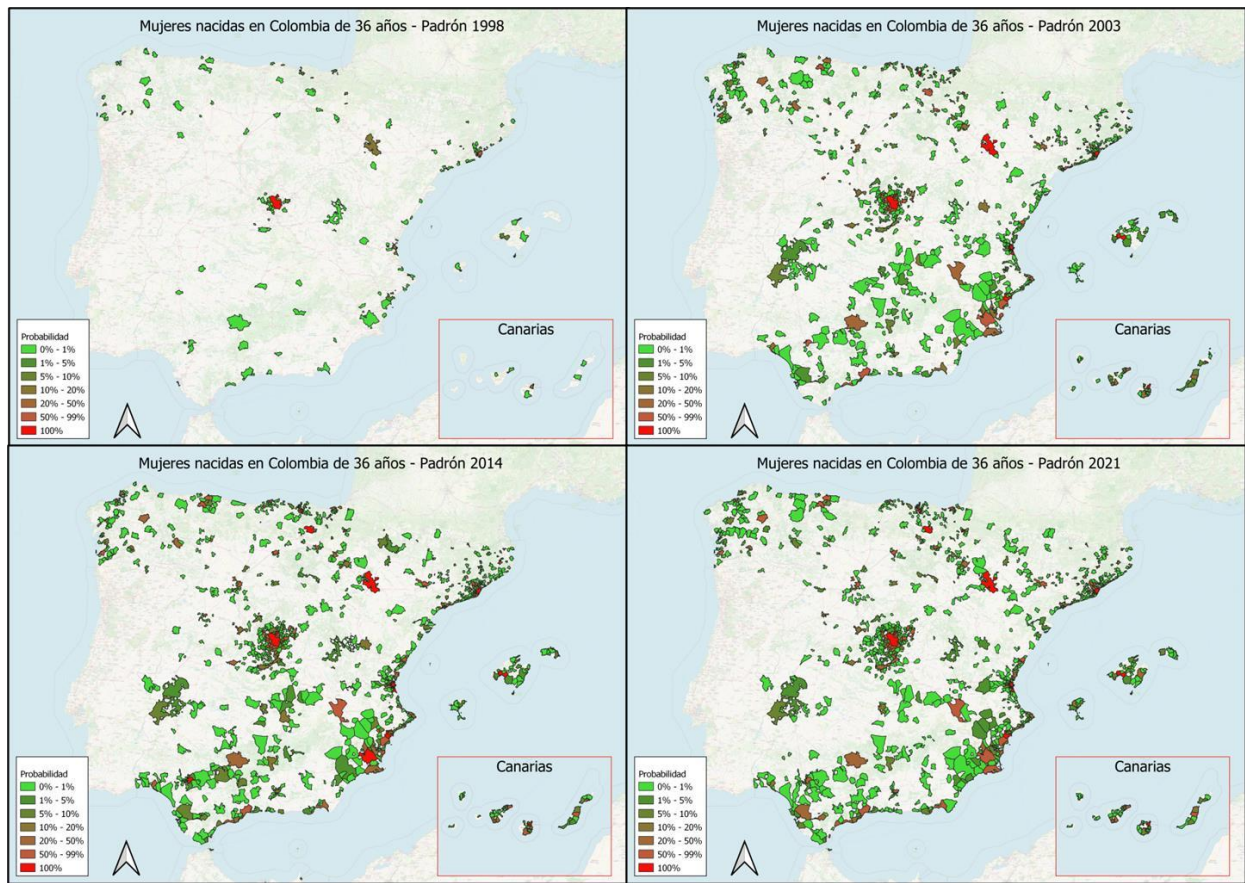 Mujeres nacidas en Colombia de 36 años - Padrón 1998
Probabilidad
0% - 1%
1% - 5%
5% - 10%
10% - 20%
20% - 50%
50% - 99%
100%
Canarias
Mujeres nacidas en Colombia de 36 años - Padrón 2003
Probabilidad
0% - 1%
1% - 5%
5% - 10%
10% - 20%
20% - 50%
50% - 99%
100%
Canarias
Mujeres nacidas en Colombia de 36 años - Padrón 2014
Probabilidad
0% - 1%
1% - 5%
5% - 10%
10% - 20%
20% - 50%
50% - 99%
100%
Canarias
Mujeres nacidas en Colombia de 36 años - Padrón 2021
Probabilidad
0% - 1%
1% - 5%
5% - 10%
10% - 20%
20% - 50%
50% - 99%
100%
Canarias